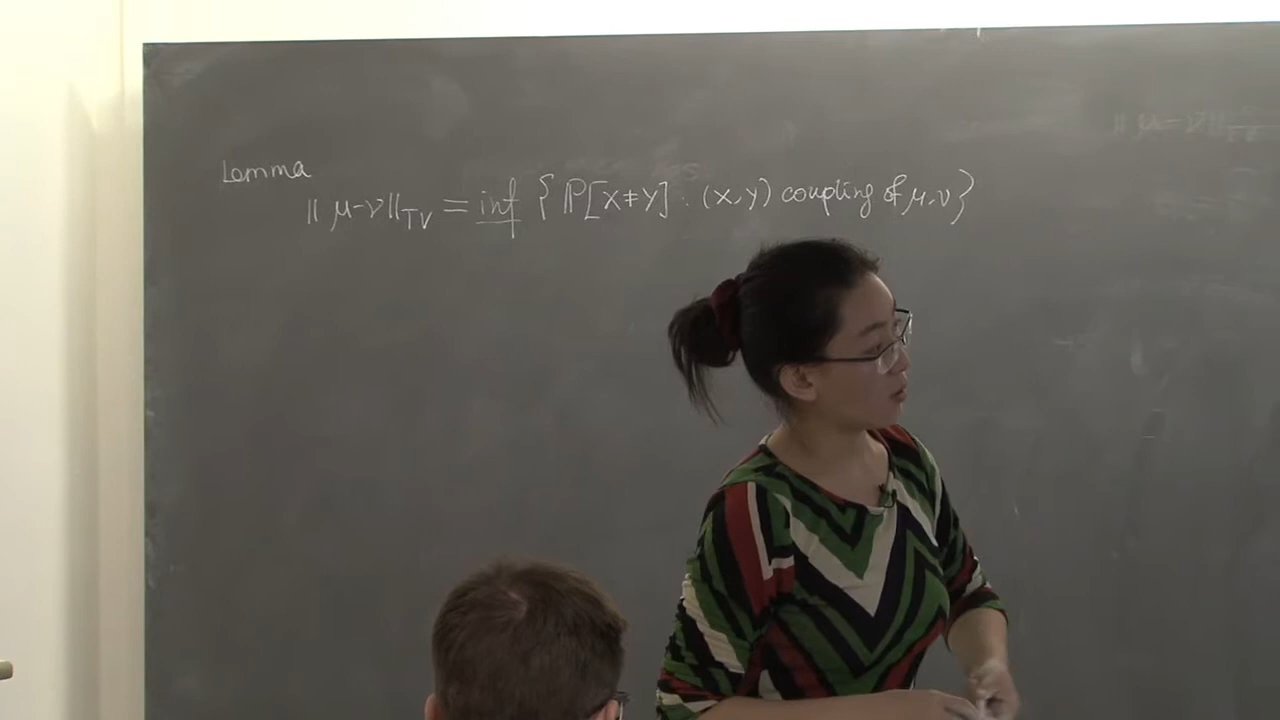 Lemma
‖μ-ν‖_TV = inf {ℙ[X≠Y] : (X,Y) coupling of μ,ν}